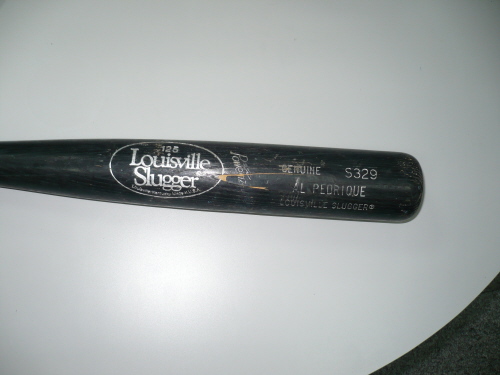 125
Louisville
Slugger
GENUINE S329
AL PEDRIQUE
LOUISVILLE SLUGGER®